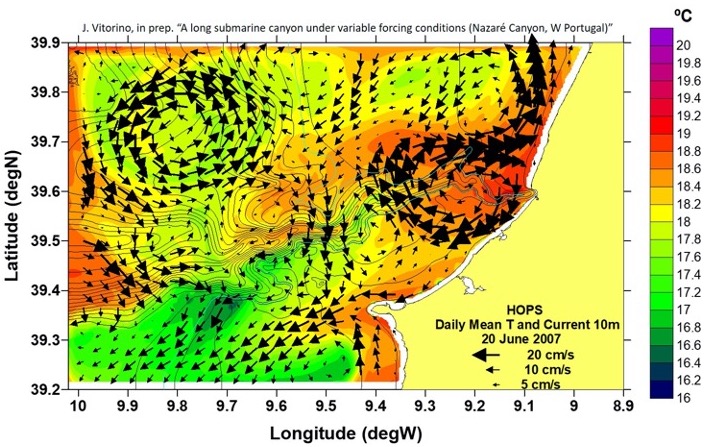 J. Vitorino, in prep. “A long submarine canyon under variable forcing conditions (Nazaré Canyon, W Portugal)”
ºC
39.9
39.8
39.7
39.6
39.5
39.4
39.3
39.2
Latitude (degN)
10 9.9 9.8 9.7 9.6 9.5 9.4 9.3 9.2 9.1 9 8.9
Longitude (degW)
HOPS
Daily Mean T and Current 10m
20 June 2007
20 cm/s
10 cm/s
5 cm/s
20
19.8
19.6
19.4
19.2
19
18.8
18.6
18.4
18.2
18
17.8
17.6
17.4
17.2
17
16.8
16.6
16.4
16.2
16